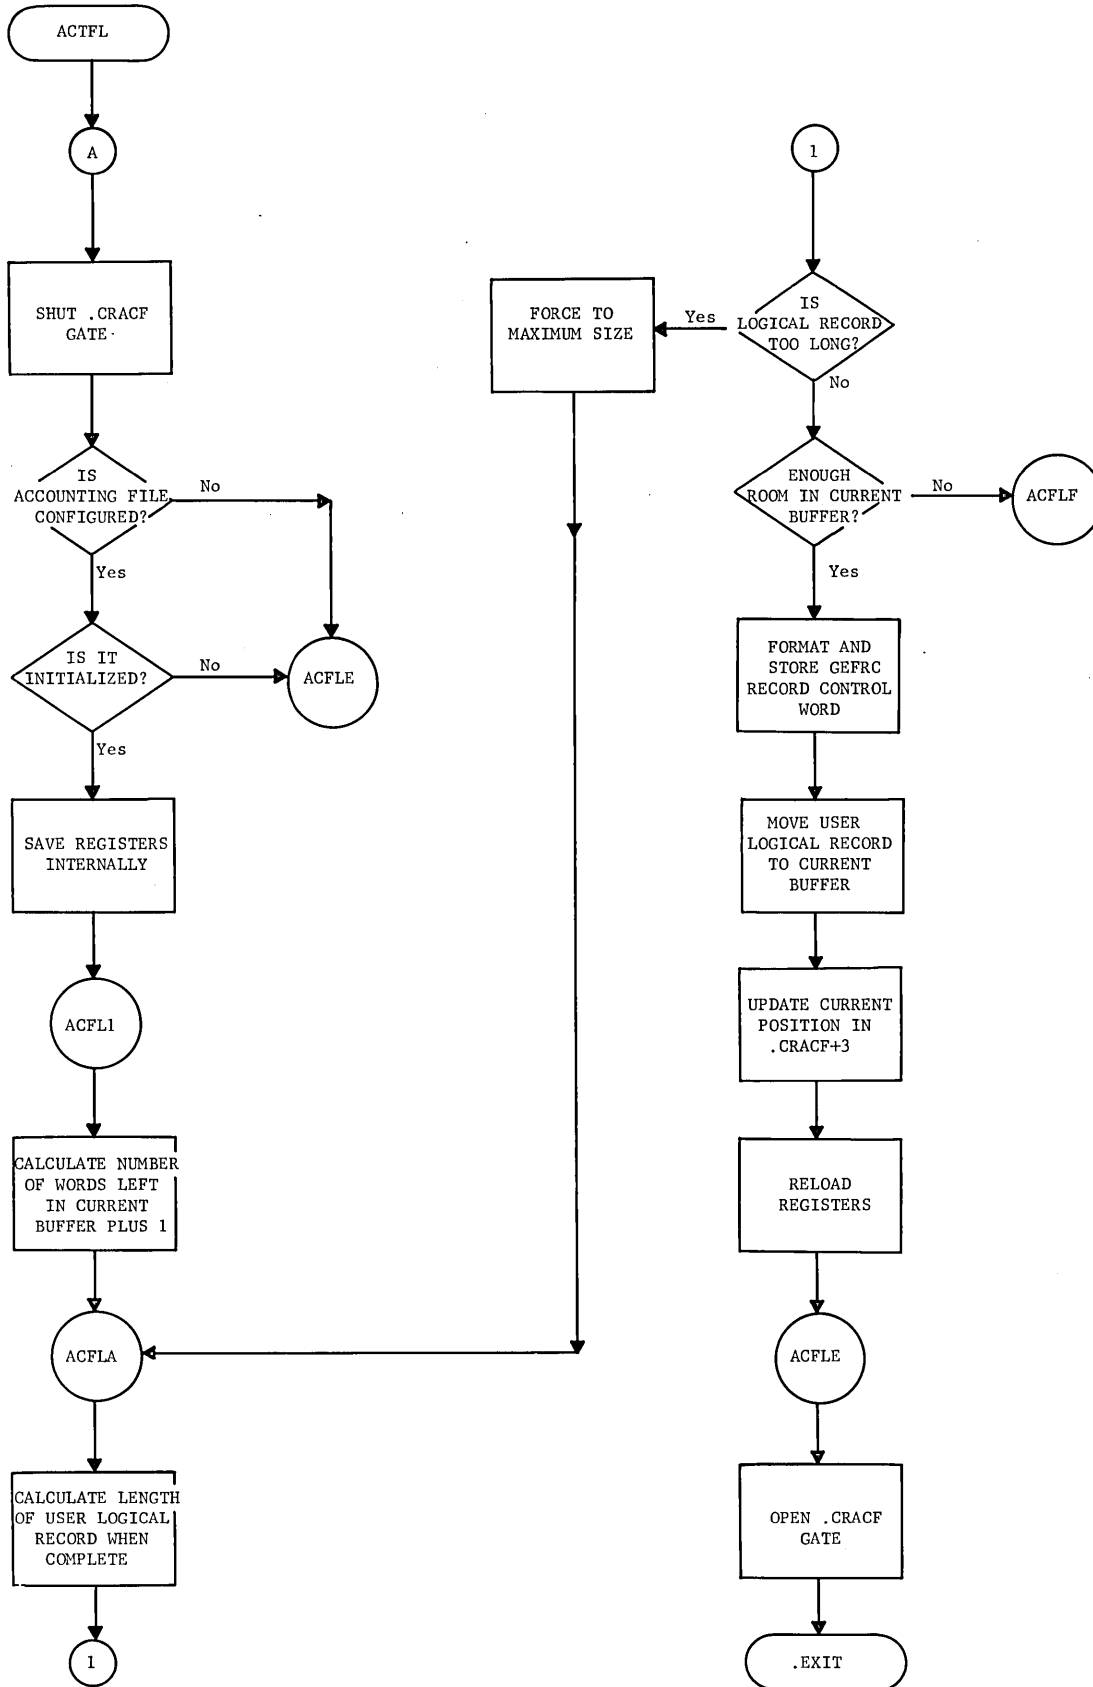 ACTFL
A
SHUT .CRACF
GATE
IS
ACCOUNTING FILE
CONFIGURED?
No
Yes
IS IT
INITIALIZED?
No
ACFLE
Yes
SAVE REGISTERS
INTERNALLY
ACFL1
CALCULATE NUMBER
OF WORDS LEFT
IN CURRENT
BUFFER PLUS 1
ACFLA
CALCULATE LENGTH
OF USER LOGICAL
RECORD WHEN
COMPLETE
1
1
IS
LOGICAL RECORD
TOO LONG?
Yes
FORCE TO
MAXIMUM SIZE
No
ENOUGH
ROOM IN CURRENT
BUFFER?
No
ACFLF
Yes
FORMAT AND
STORE GEFRC
RECORD CONTROL
WORD
MOVE USER
LOGICAL RECORD
TO CURRENT
BUFFER
UPDATE CURRENT
POSITION IN
.CRACF+3
RELOAD
REGISTERS
ACFLE
OPEN .CRACF
GATE
.EXIT